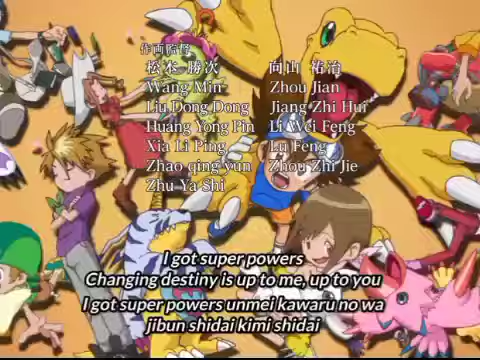 作画監督
松本 勝次 向山 祐治
Wang Min Zhou Jian
Liu Dong Dong Jiang Zhi Hui
Huang Yong Pin Li Wei Feng
Xia Li Ping Lu Feng
Zhao qing yun Zhou Zhi Jie
Zhu Ya Shi
I got super powers
Changing destiny is up to me, up to you
I got super powers unmei kawaru no wa
jibun shidai kimi shidai